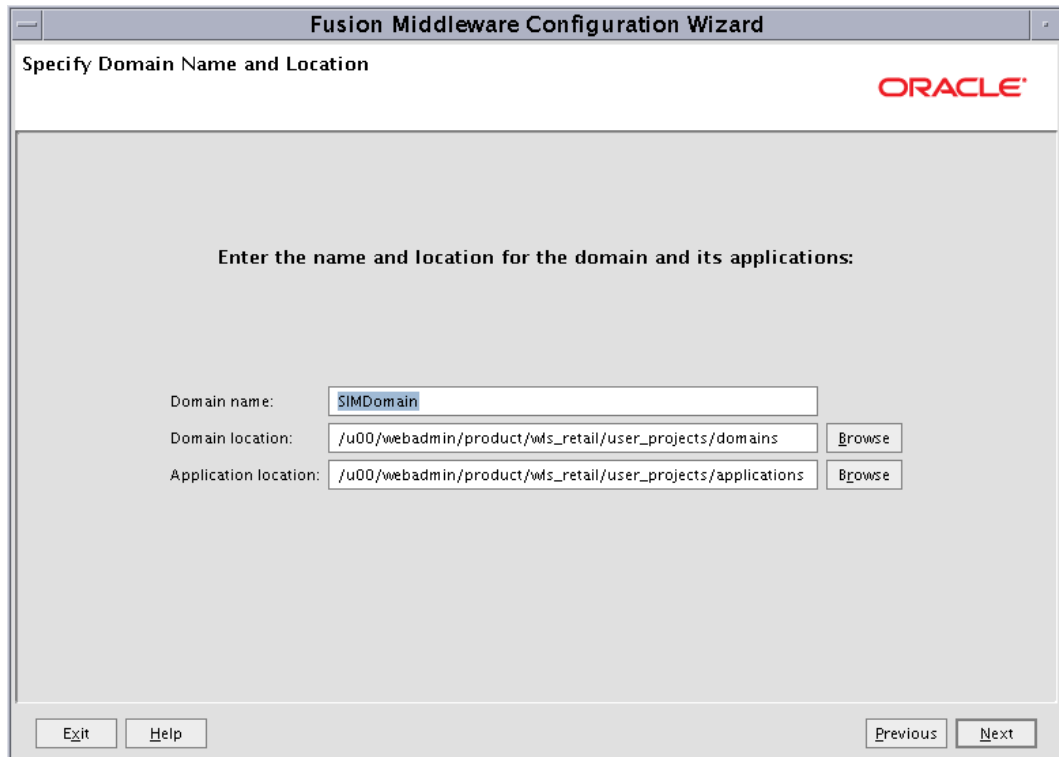 Fusion Middleware Configuration Wizard
Specify Domain Name and Location
ORACLE
Enter the name and location for the domain and its applications:
Domain name: SIMDomain
Domain location: /u00/webadmin/product/wls_retail/user_projects/domains Browse
Application location: /u00/webadmin/product/wls_retail/user_projects/applications Browse
Exit Help Previous Next